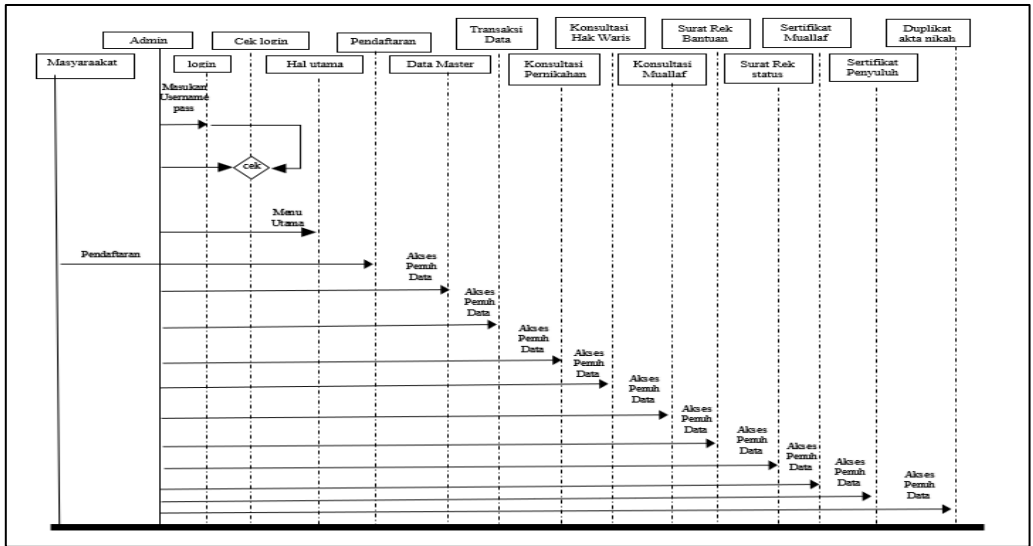 Transaksi
Data
Konsultasi
Hak Waris
Surat Rek
Bantuan
Sertifikat
Muallaf
Duplikat
akta nikah
Admin
Cek login
Pendaftaran
Masyaraakat
login
Hal utama
Data Master
Konsultasi
Pernikahan
Konsultasi
Muallaf
Surat Rek
status
Sertifikat
Penyuluh
Masukan
Username
pass
cek
Menu
Utama
Pendaftaran
Akses
Penuh
Data
Akses
Penuh
Data
Akses
Penuh
Data
Akses
Penuh
Data
Akses
Penuh
Data
Akses
Penuh
Data
Akses
Penuh
Data
Akses
Penuh
Data
Akses
Penuh
Data
Akses
Penuh
Data